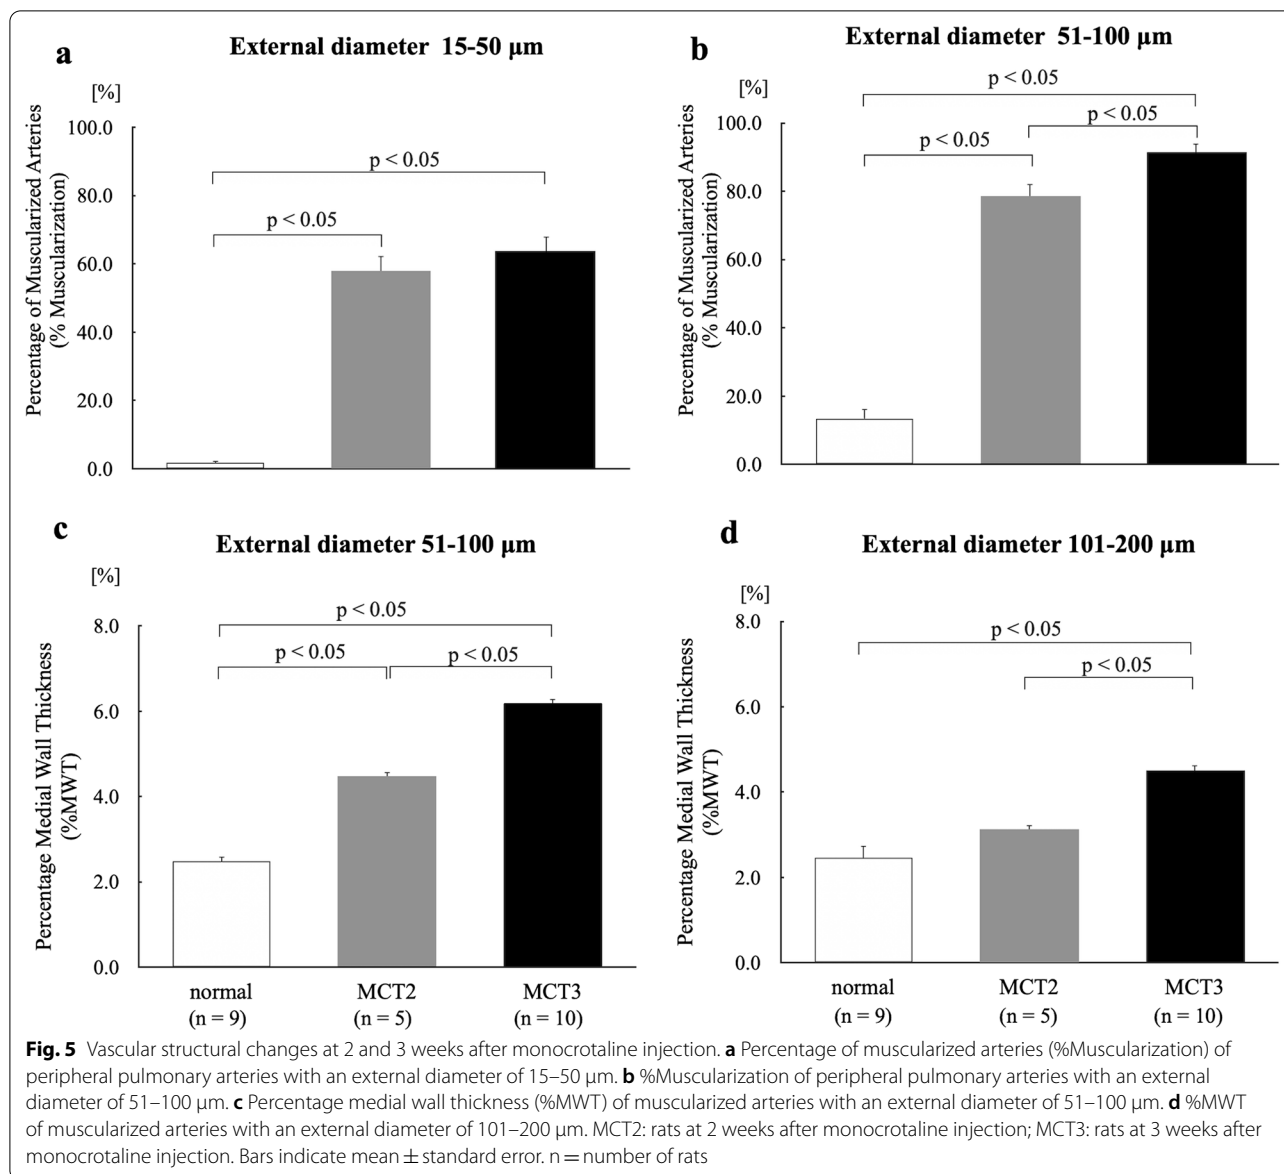 a
External diameter 15-50 μm
[%]
Percentage of Muscularized Arteries
(% Muscularization)
100.0
80.0
60.0
40.0
20.0
0.0
p < 0.05
p < 0.05
b
External diameter 51-100 μm
[%]
Percentage of Muscularized Arteries
(% Muscularization)
100.0
80.0
60.0
40.0
20.0
0.0
p < 0.05
p < 0.05
p < 0.05
c
External diameter 51-100 μm
[%]
Percentage Medial Wall Thickness
(%MWT)
8.0
6.0
4.0
2.0
0.0
p < 0.05
p < 0.05
p < 0.05
normal
(n = 9)
MCT2
(n = 5)
MCT3
(n = 10)
d
External diameter 101-200 μm
[%]
Percentage Medial Wall Thickness
(%MWT)
8.0
6.0
4.0
2.0
0.0
p < 0.05
p < 0.05
normal
(n = 9)
MCT2
(n = 5)
MCT3
(n = 10)
Fig. 5 Vascular structural changes at 2 and 3 weeks after monocrotaline injection. a Percentage of muscularized arteries (%Muscularization) of
peripheral pulmonary arteries with an external diameter of 15–50 μm. b %Muscularization of peripheral pulmonary arteries with an external
diameter of 51–100 μm. c Percentage medial wall thickness (%MWT) of muscularized arteries with an external diameter of 51–100 μm. d %MWT
of muscularized arteries with an external diameter of 101–200 μm. MCT2: rats at 2 weeks after monocrotaline injection; MCT3: rats at 3 weeks after
monocrotaline injection. Bars indicate mean ± standard error. n = number of rats